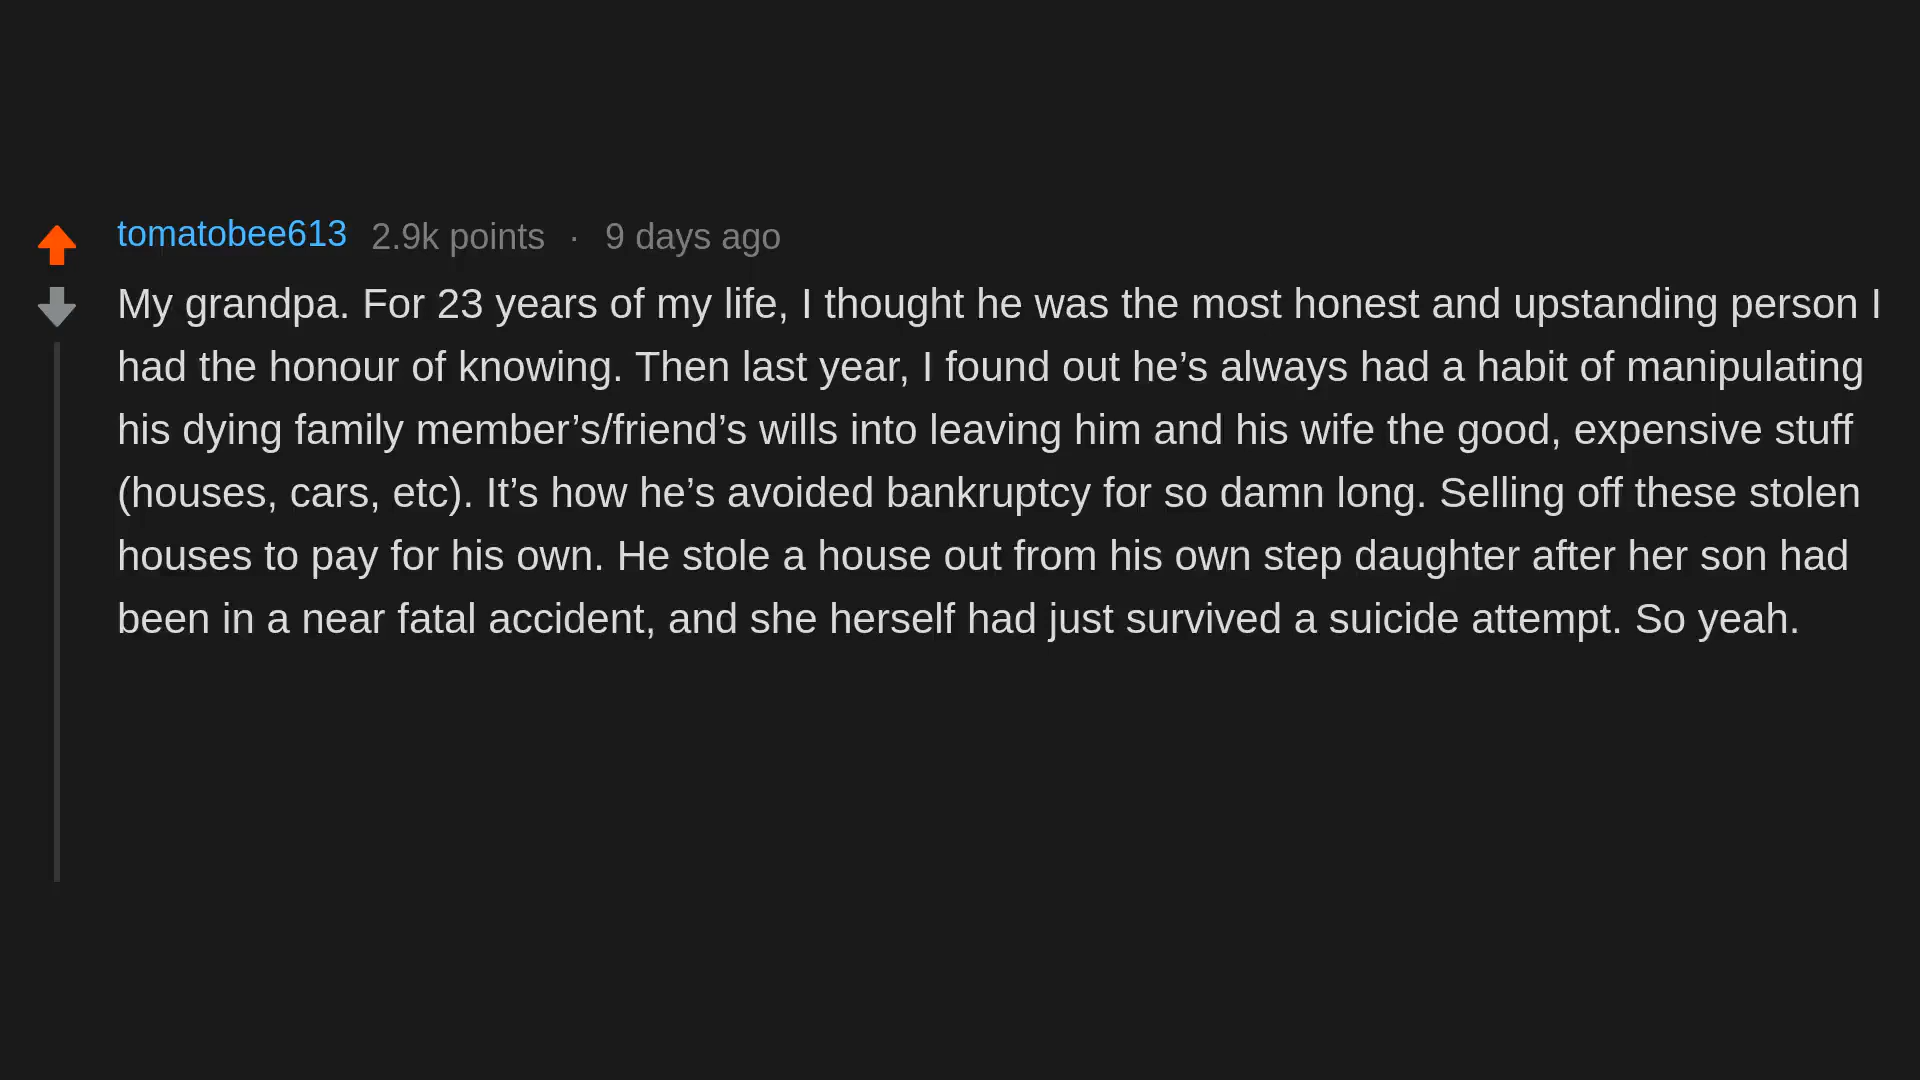 tomatobee613 2.9k points · 9 days ago
My grandpa. For 23 years of my life, I thought he was the most honest and upstanding person I
had the honour of knowing. Then last year, I found out he’s always had a habit of manipulating
his dying family member’s/friend’s wills into leaving him and his wife the good, expensive stuff
(houses, cars, etc). It’s how he’s avoided bankruptcy for so damn long. Selling off these stolen
houses to pay for his own. He stole a house out from his own step daughter after her son had
been in a near fatal accident, and she herself had just survived a suicide attempt. So yeah.